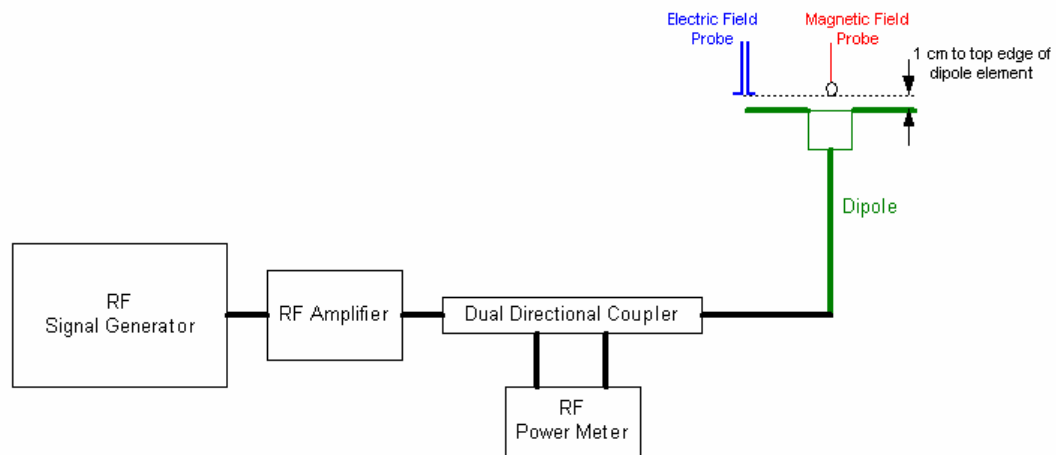 Electric Field
Probe
Magnetic Field
Probe
1 cm to top edge of
dipole element
Dipole
RF
Signal Generator
RF Amplifier
Dual Directional Coupler
RF
Power Meter